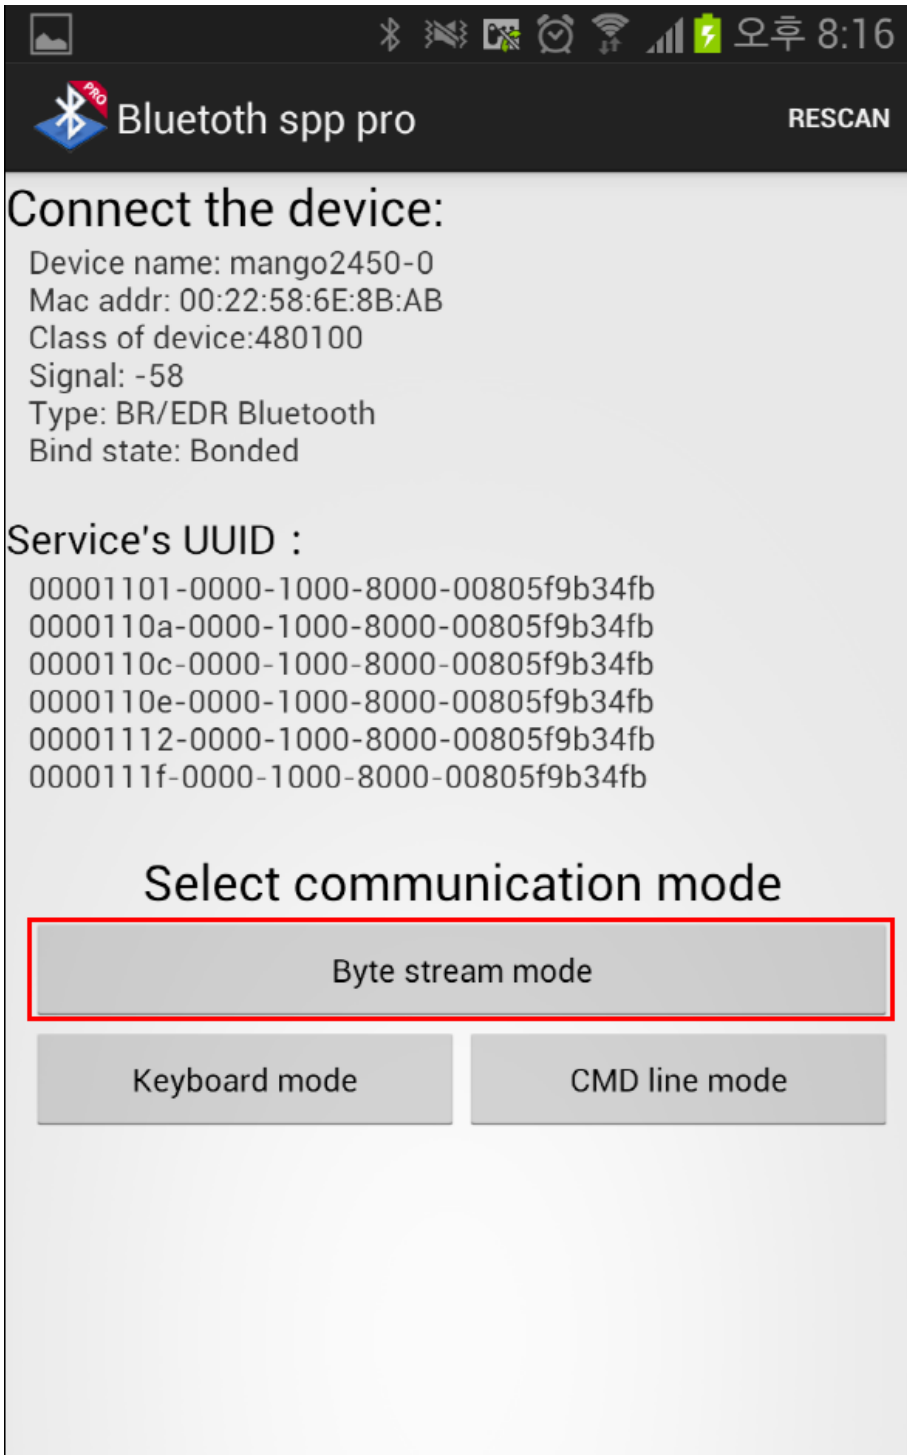 오후 8:16
PRO
Bluetoth spp pro
RESCAN
Connect the device:
Device name: mango2450-0
Mac addr: 00:22:58:6E:8B:AB
Class of device:480100
Signal: -58
Type: BR/EDR Bluetooth
Bind state: Bonded
Service's UUID :
00001101-0000-1000-8000-00805f9b34fb
0000110a-0000-1000-8000-00805f9b34fb
0000110c-0000-1000-8000-00805f9b34fb
0000110e-0000-1000-8000-00805f9b34fb
00001112-0000-1000-8000-00805f9b34fb
0000111f-0000-1000-8000-00805f9b34fb
Select communication mode
Byte stream mode
Keyboard mode
CMD line mode